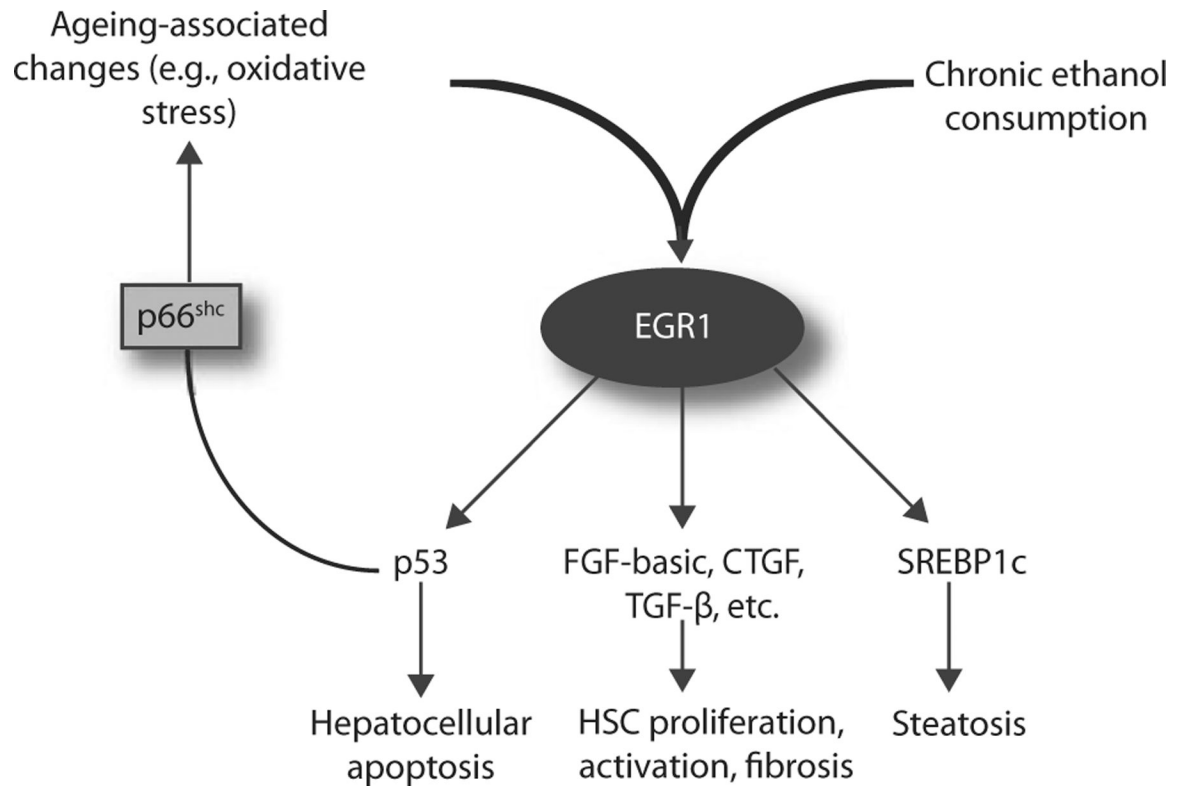 Ageing-associated
changes (e.g., oxidative
stress)
Chronic ethanol
consumption
p66shc
EGR1
p53
FGF-basic, CTGF,
TGF-β, etc.
SREBP1c
Hepatocellular
apoptosis
HSC proliferation,
activation, fibrosis
Steatosis